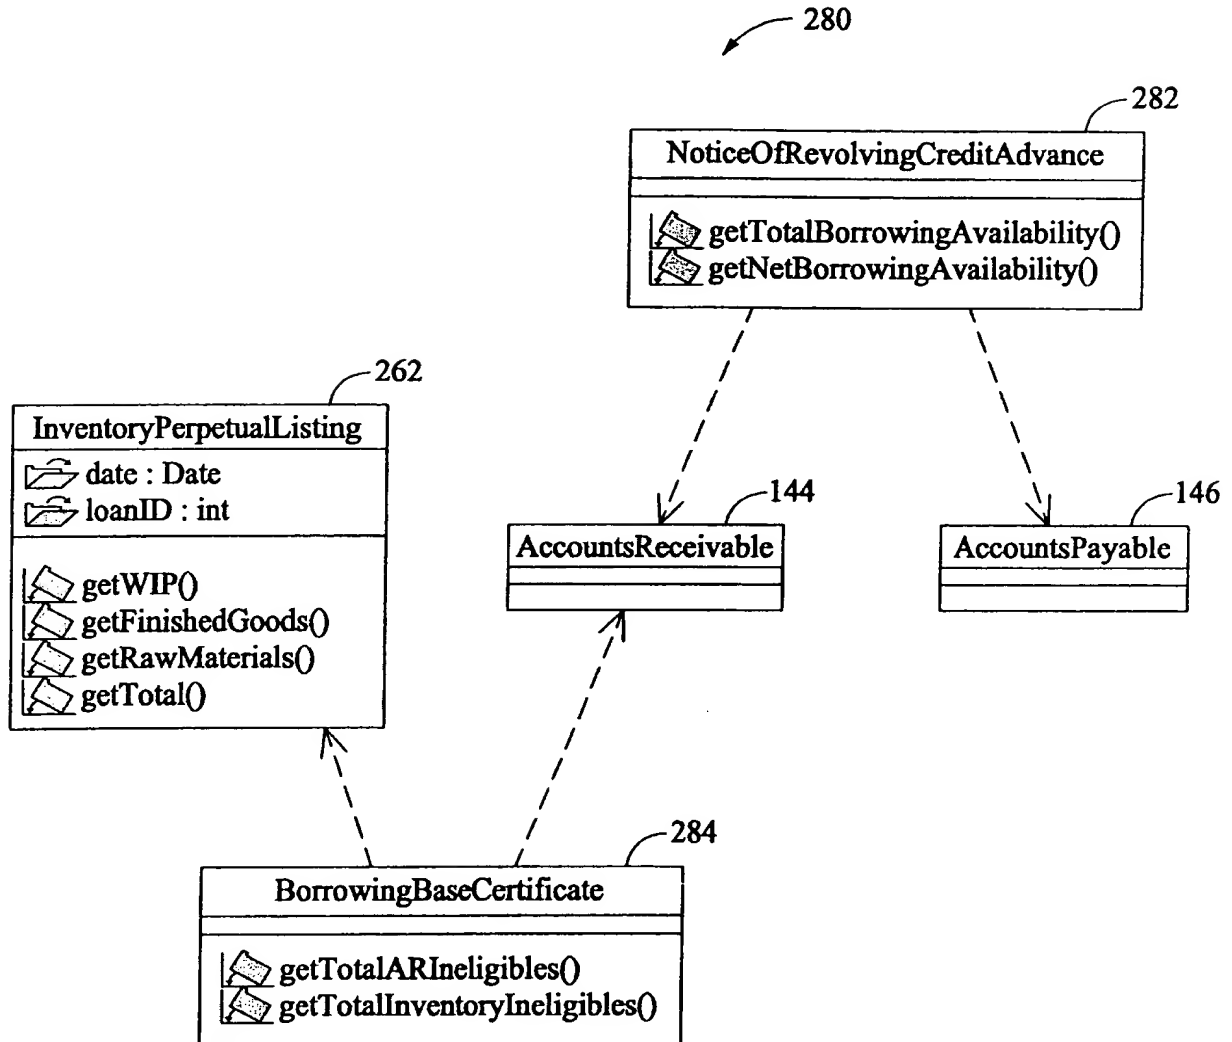 280
282
NoticeOfRevolvingCreditAdvance
getTotalBorrowingAvailability()
getNetBorrowingAvailability()
262
InventoryPerpetualListing
date : Date
loanID : int
getWIP()
getFinishedGoods()
getRawMaterials()
getTotal()
144
AccountsReceivable
146
AccountsPayable
284
BorrowingBaseCertificate
getTotalARIneligibles()
getTotalInventoryIneligibles()